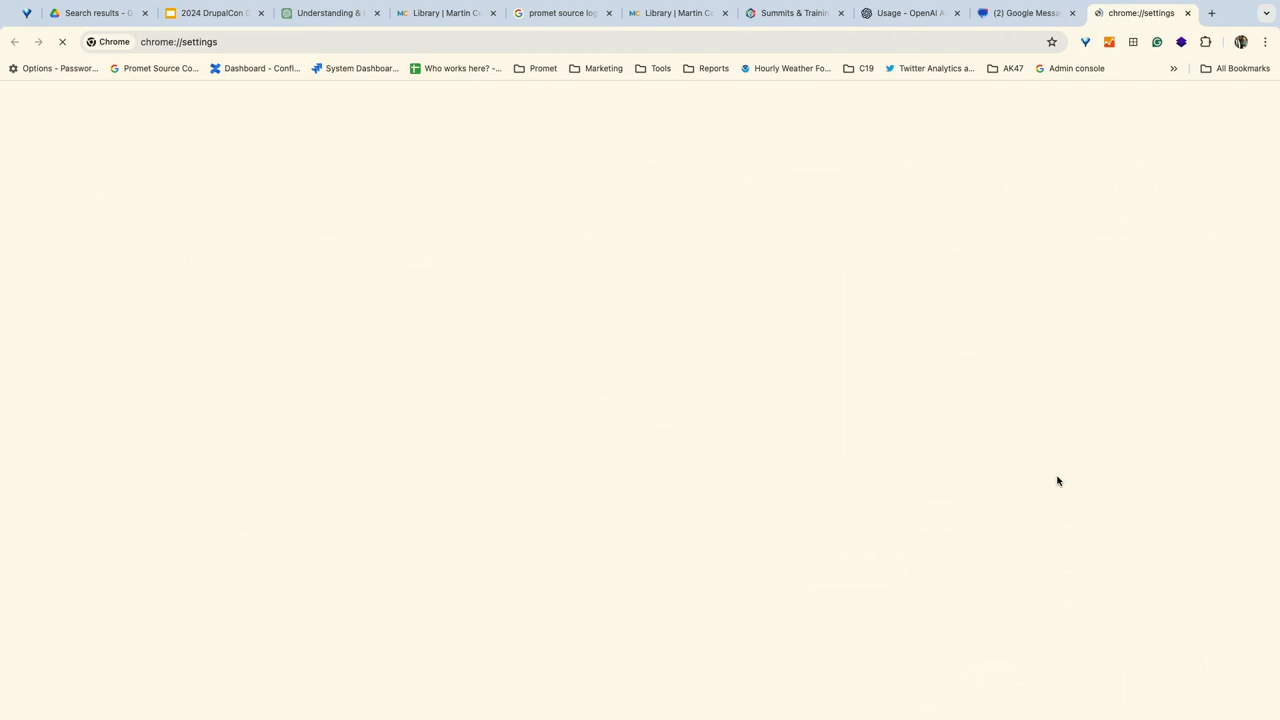 Search results - G
2024 DrupalCon G
Understanding &
Library | Martin Co
promet source log
Library | Martin Co
Summits & Trainin
Usage - OpenAI A
(2) Google Messa
chrome://settings
Chrome
chrome://settings
Options - Passwor...
Promet Source Co...
Dashboard - Confl...
System Dashboar...
Who works here? -...
Promet
Marketing
Tools
Reports
Hourly Weather Fo...
C19
Twitter Analytics a...
AK47
Admin console
»
All Bookmarks